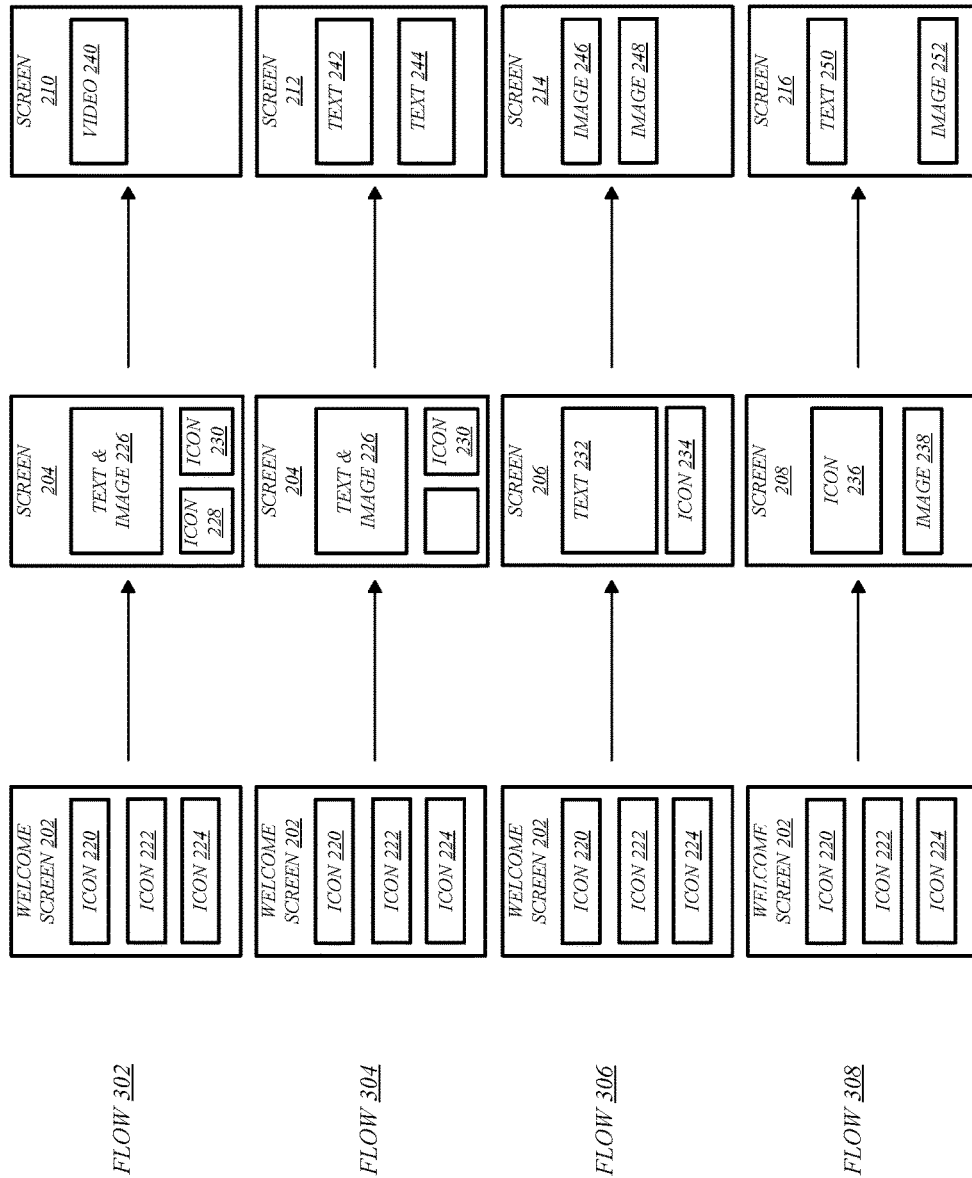 FLOW 302
WELCOME
SCREEN 202
ICON 220
ICON 222
ICON 224
SCREEN
204
TEXT &
IMAGE 226
ICON
228
ICON
230
SCREEN
210
VIDEO 240
FLOW 304
WELCOME
SCREEN 202
ICON 220
ICON 222
ICON 224
SCREEN
204
TEXT &
IMAGE 226
ICON
230
SCREEN
212
TEXT 242
TEXT 244
FLOW 306
WELCOME
SCREEN 202
ICON 220
ICON 222
ICON 224
SCREEN
206
TEXT 232
ICON 234
SCREEN
214
IMAGE 246
IMAGE 248
FLOW 308
WELCOME
SCREEN 202
ICON 220
ICON 222
ICON 224
SCREEN
208
ICON
236
IMAGE 238
SCREEN
216
TEXT 250
IMAGE 252